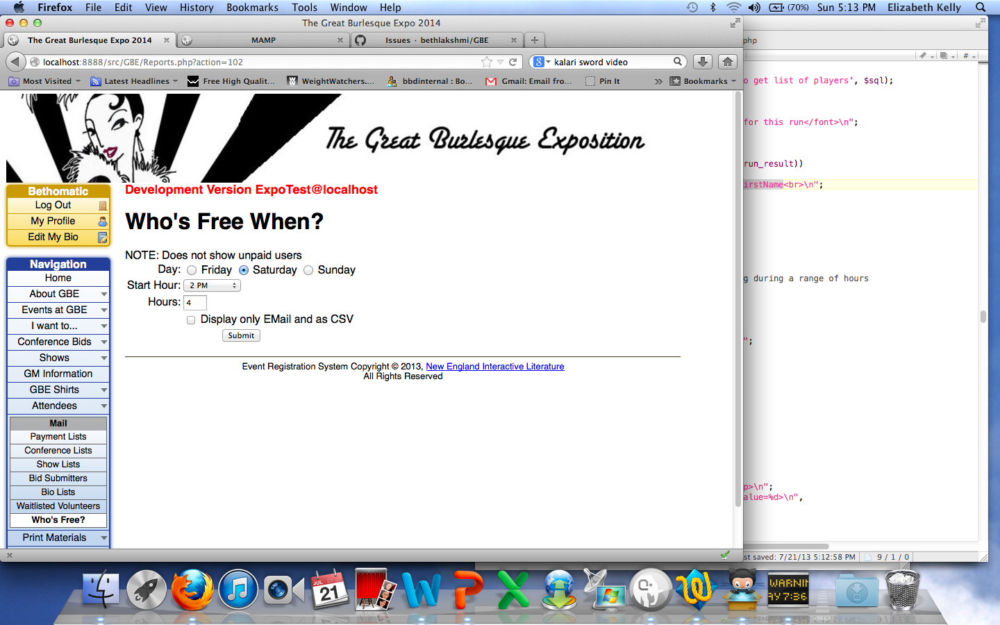 Firefox File Edit View History Bookmarks Tools Window Help (70%) Sun 5:13 PM Elizabeth Kelly
The Great Burlesque Expo 2014
The Great Burlesque Expo 2014 MAMP Issues · bethlakshmi/GBE
localhost:8888/src/GBE/Reports.php?action=102 kalari sword video
Most Visited Latest Headlines Free High Qualit... WeightWatchers.... bbdinternal : Bo... Gmail: Email fro... Pin It Bookmarks
The Great Burlesque Exposition
Development Version ExpoTest@localhost
Who's Free When?
NOTE: Does not show unpaid users
Day: Friday Saturday Sunday
Start Hour: 2 PM
Hours: 4
Display only EMail and as CSV
Submit
Event Registration System Copyright © 2013, New England Interactive Literature
All Rights Reserved
Bethomatic
Log Out
My Profile
Edit My Bio
Navigation
Home
About GBE
Events at GBE
I want to...
Conference Bids
Shows
GM Information
GBE Shirts
Attendees
Mail
Payment Lists
Conference Lists
Show Lists
Bid Submitters
Bio Lists
Waitlisted Volunteers
Who's Free?
Print Materials
php
#
o get list of players', $sql);
for this run</font>\n";
run_result))
irstName<br>\n";
g during a range of hours
";
p>\n";
alue=%d>\n",
st saved: 7/21/13 5:12:58 PM 9 / 1 / 0
JUL
21
WARNIN
AY 7:36